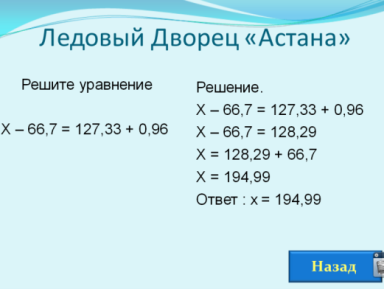 Ледовый Дворец «Астана»
Решите уравнение
Х – 66,7 = 127,33 + 0,96
Решение.
Х – 66,7 = 127,33 + 0,96
Х – 66,7 = 128,29
Х = 128,29 + 66,7
Х = 194,99
Ответ : х = 194,99
Назад